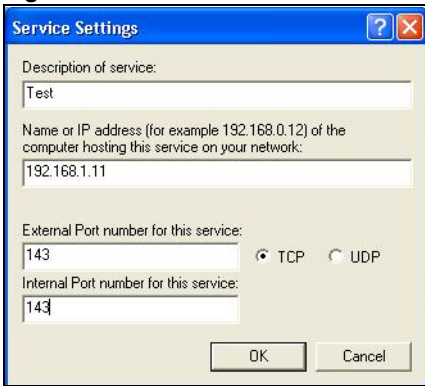 Service Settings
Description of service:
Test
Name or IP address (for example 192.168.0.12) of the
computer hosting this service on your network:
192.168.1.11
External Port number for this service:
143
TCP
UDP
Internal Port number for this service:
143
OK
Cancel